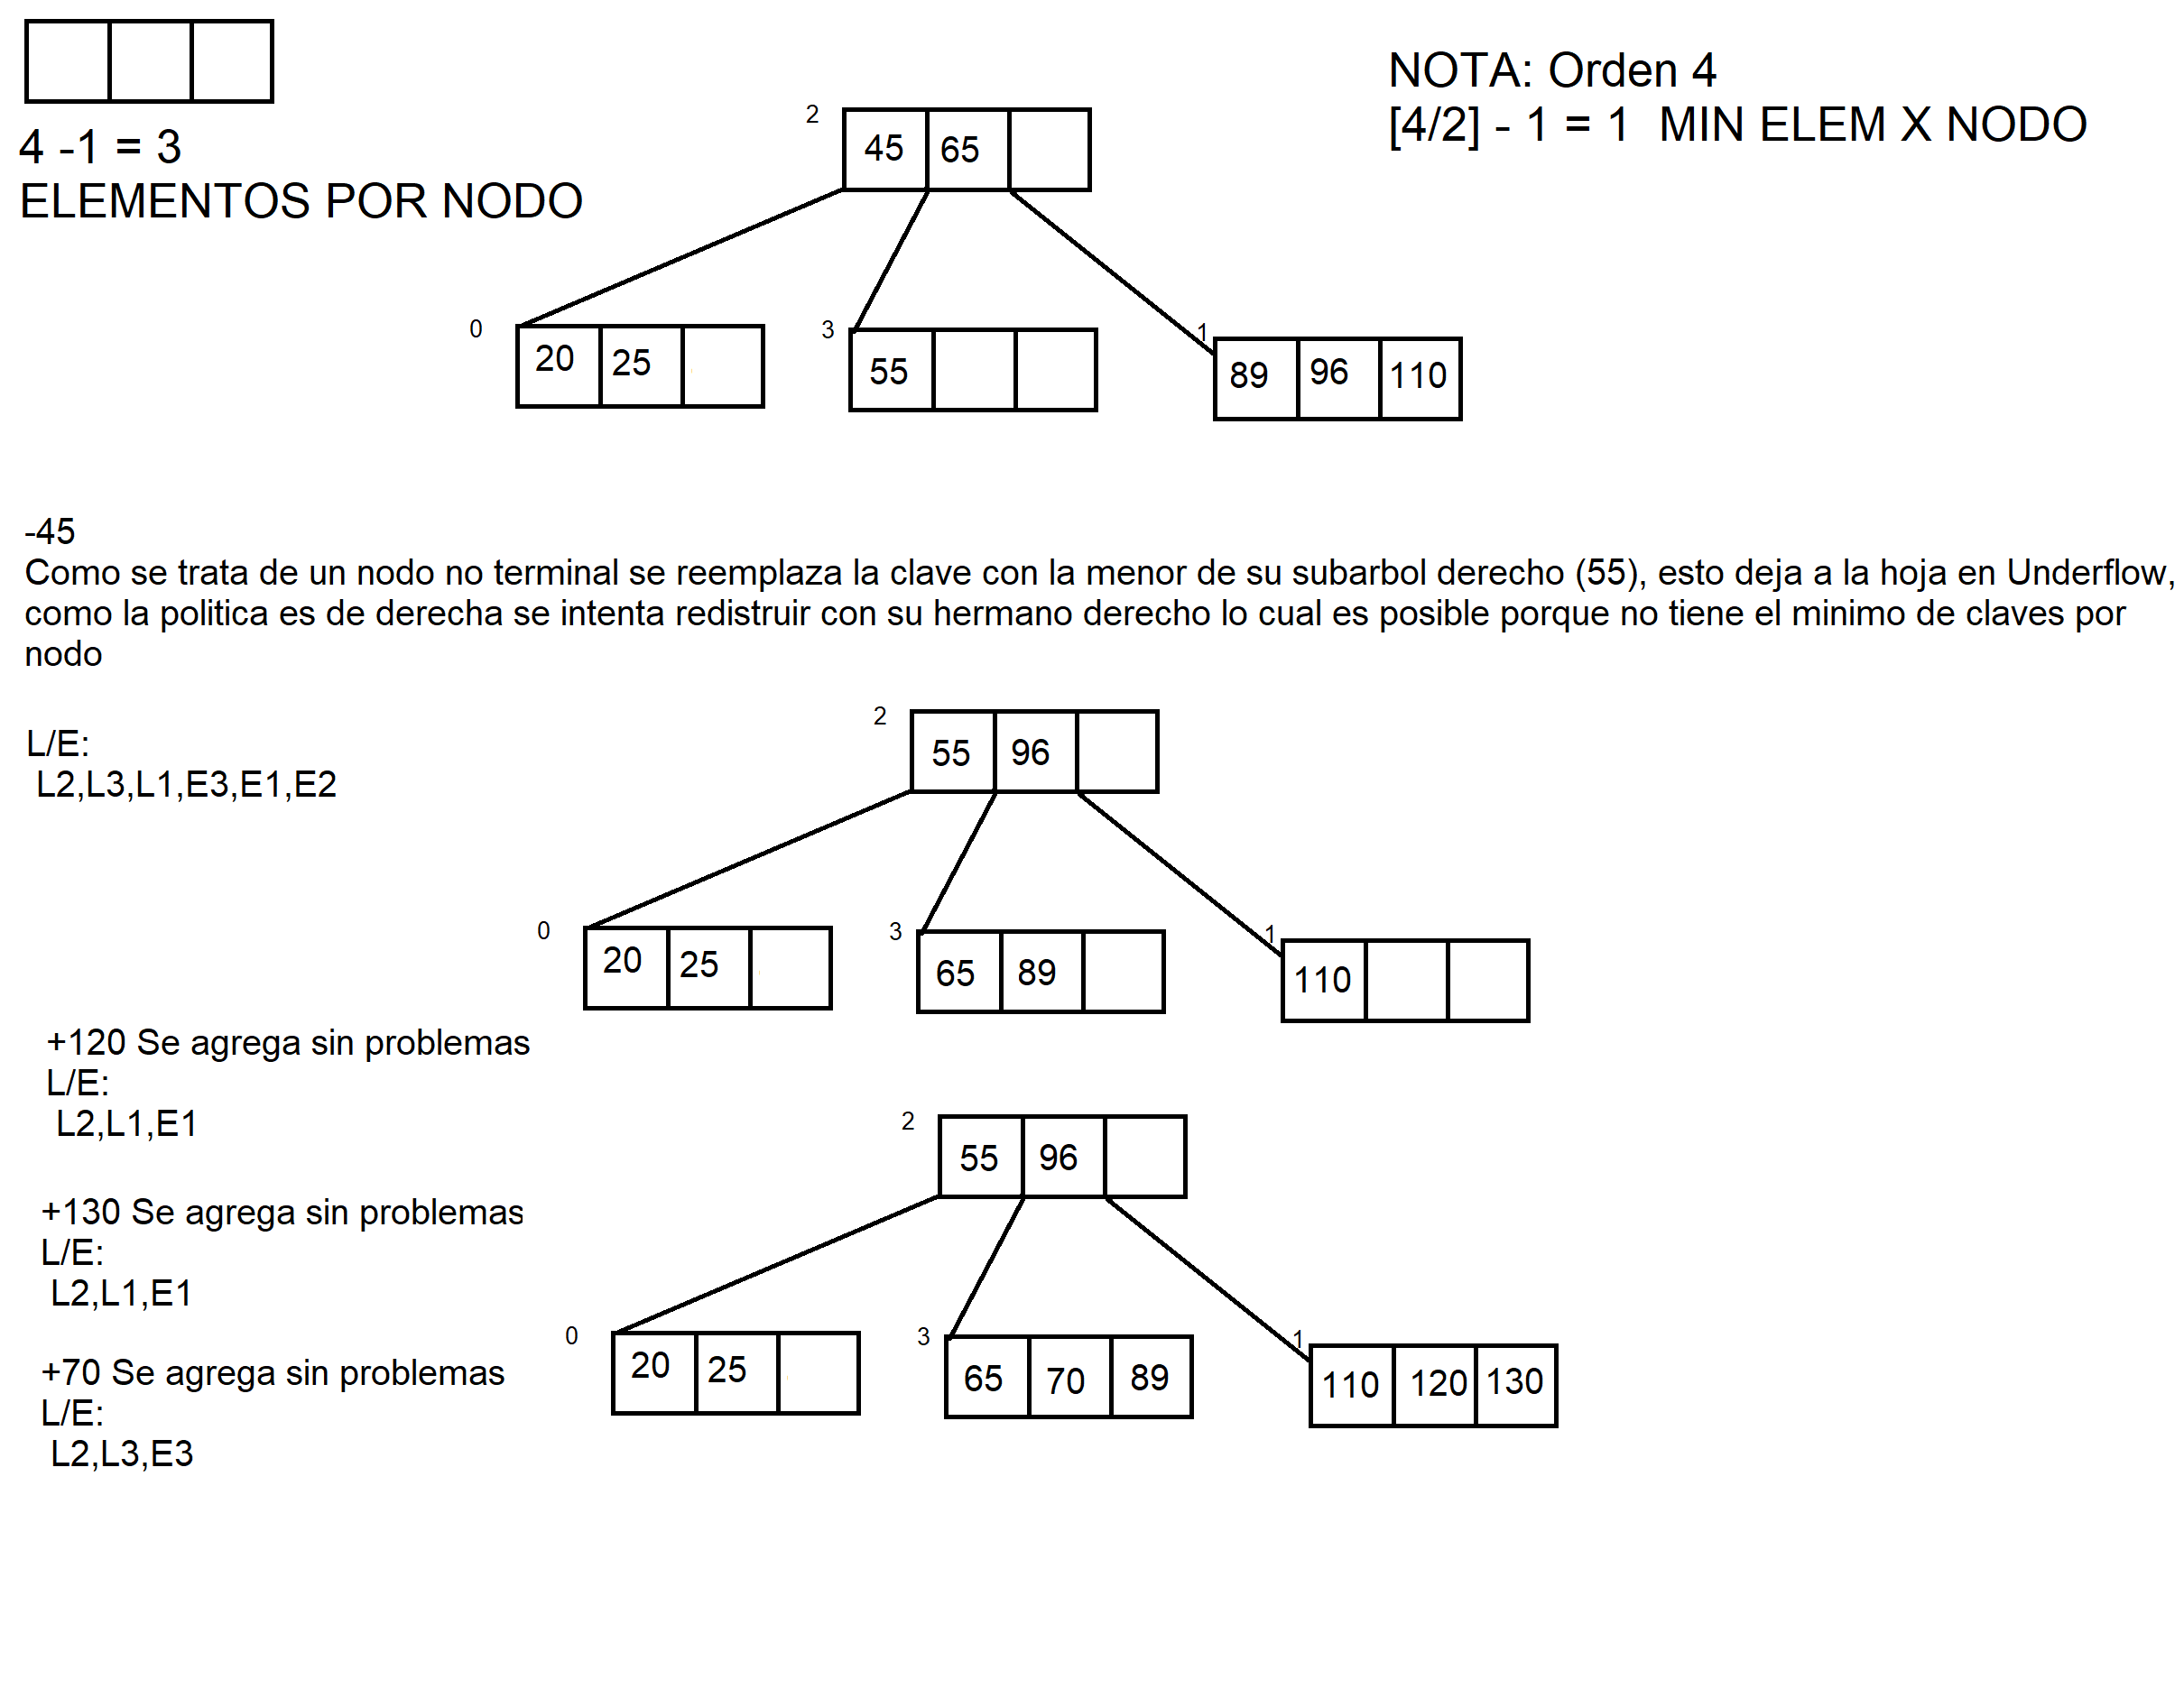 4 -1 = 3
ELEMENTOS POR NODO
NOTA: Orden 4
[4/2] - 1 = 1  MIN ELEM X NODO
2
45 65
0
20 25
3
55
1
89 96 110
-45
Como se trata de un nodo no terminal se reemplaza la clave con la menor de su subarbol derecho (55), esto deja a la hoja en Underflow,
como la politica es de derecha se intenta redistruir con su hermano derecho lo cual es posible porque no tiene el minimo de claves por
nodo
L/E:
L2,L3,L1,E3,E1,E2
2
55 96
0
20 25
3
65 89
1
110
+120 Se agrega sin problemas
L/E:
L2,L1,E1
+130 Se agrega sin problemas
L/E:
L2,L1,E1
+70 Se agrega sin problemas
L/E:
L2,L3,E3
2
55 96
0
20 25
3
65 70 89
1
110 120 130